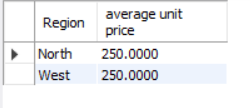 Region average unit
price
North 250.0000
West 250.0000